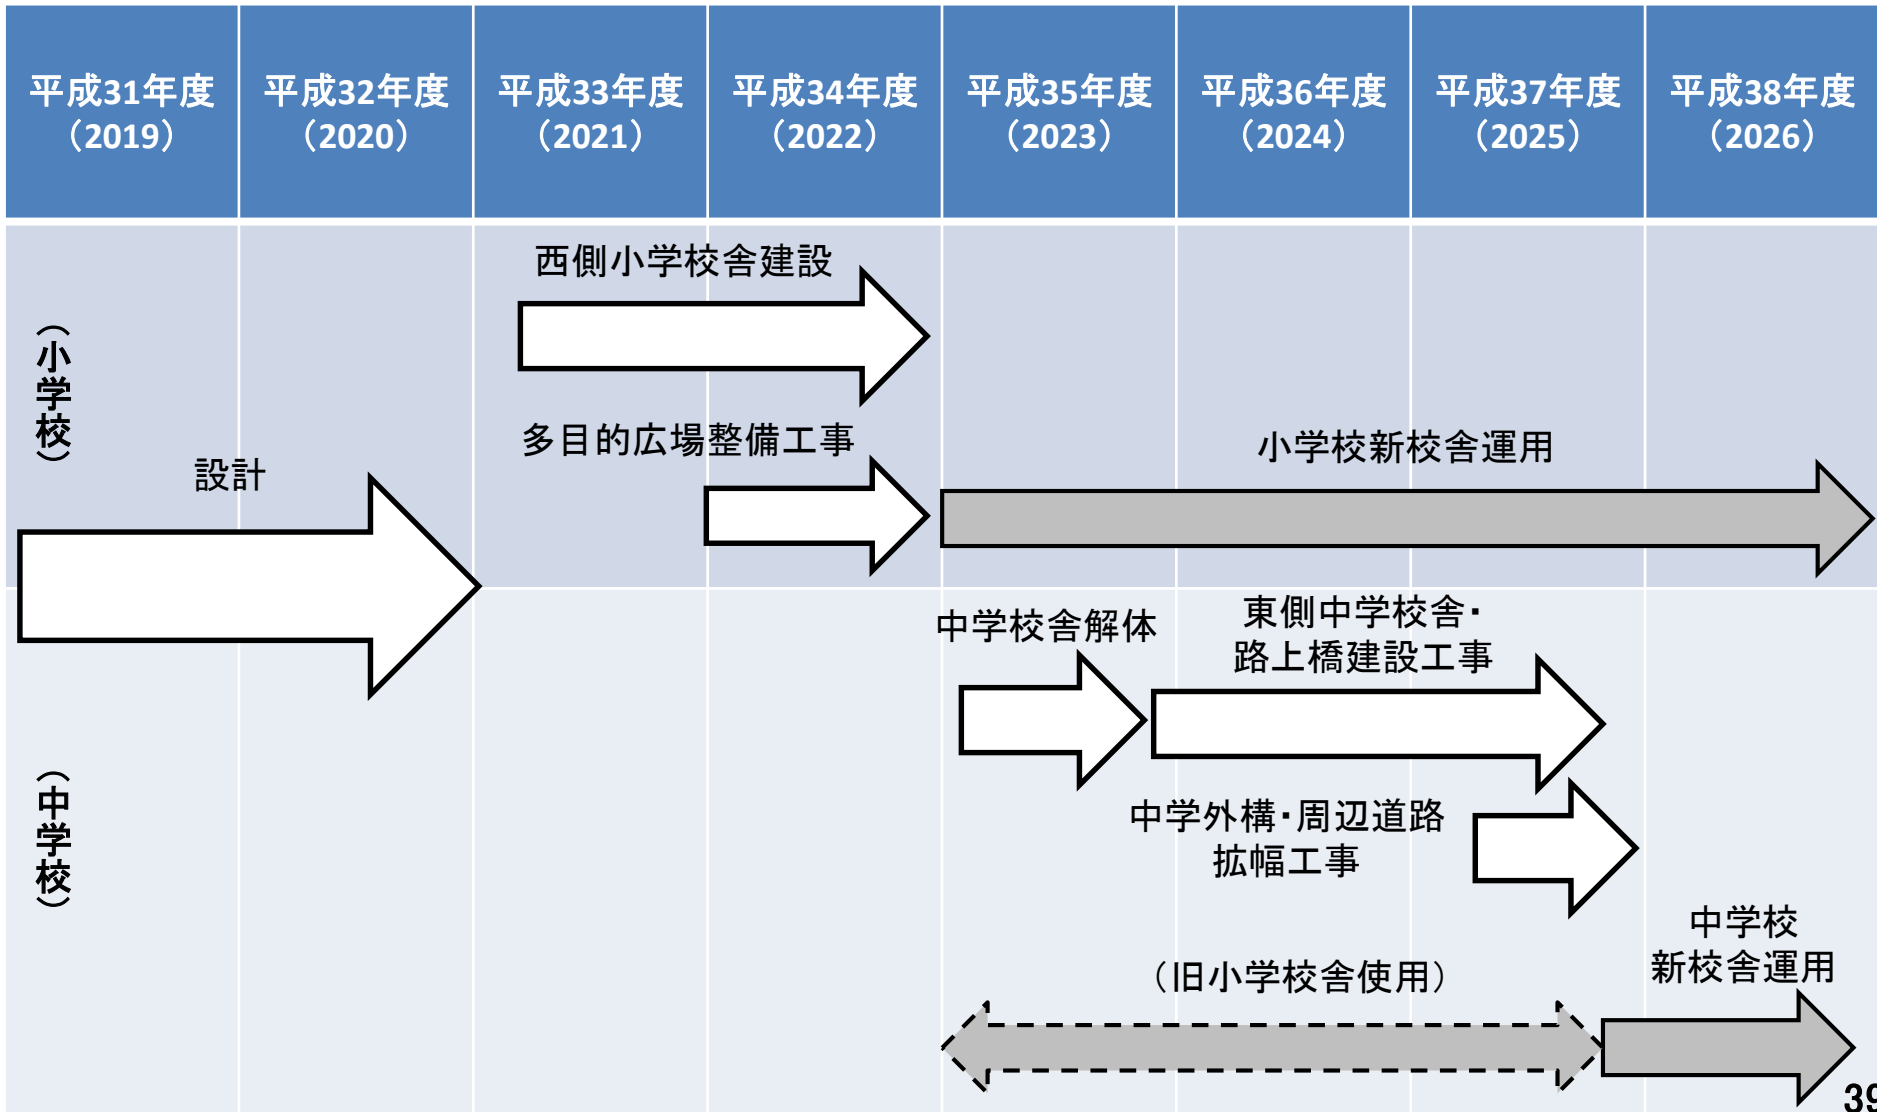 平成31年度
（2019）
平成32年度
（2020）
平成33年度
（2021）
平成34年度
（2022）
平成35年度
（2023）
平成36年度
（2024）
平成37年度
（2025）
平成38年度
（2026）
（小学校）
西側小学校舎建設
多目的広場整備工事
小学校新校舎運用
設計
（中学校）
中学校舎解体
東側中学校舎・
路上橋建設工事
中学外構・周辺道路
拡幅工事
（旧小学校舎使用）
中学校
新校舎運用
39